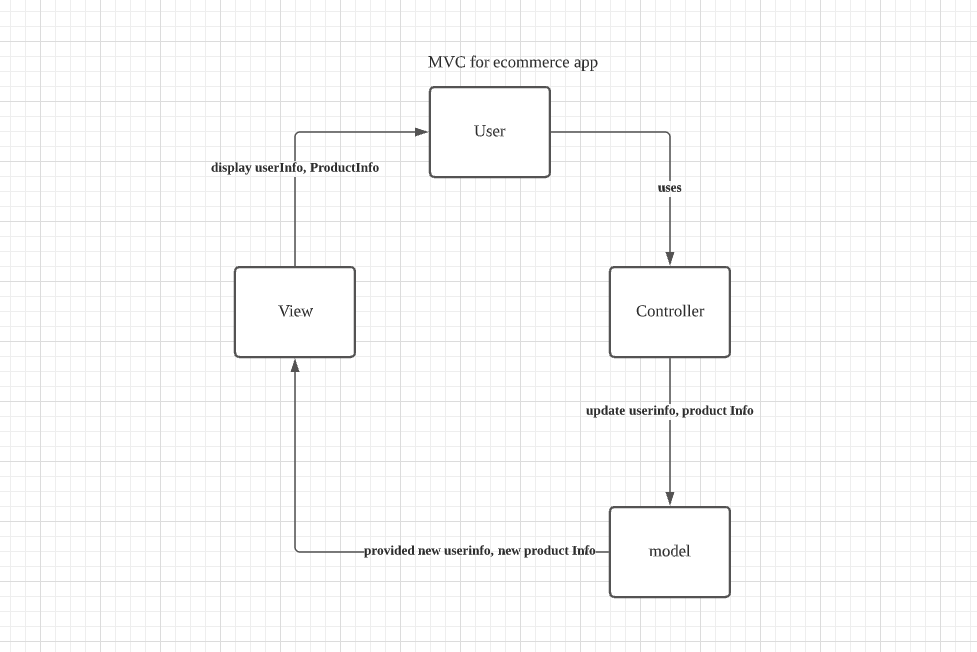 MVC for ecommerce app
User
display userInfo, ProductInfo
uses
View
Controller
update userinfo, product Info
provided new userinfo, new product Info
model